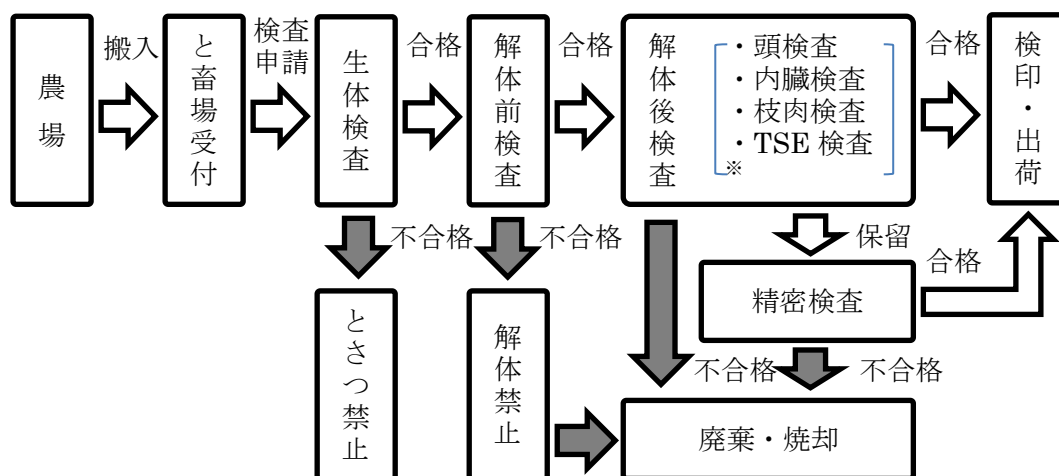 農場
搬入
と畜場受付
検査
申請
生体検査
合格
解体前検査
合格
解体後検査
・頭検査
・内臓検査
・枝肉検査
・TSE 検査
※
合格
検印・出荷
不合格
不合格
保留
合格
精密検査
とさつ禁止
解体禁止
不合格
不合格
廃棄・焼却